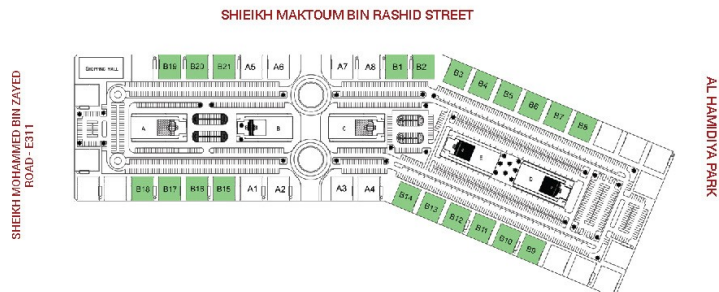 SHIEIKH MAKTOUM BIN RASHID STREET
SHOPPING MALL
B19 B20 B21 A5 A6 A7 A8 B1 B2
B3 B4 B5 B6 B7 B8
SHEIKH MOHAMMED BIN ZAYED
ROAD - E311
AL HAMIDIYA PARK
A B C E
B18 B17 B16 B15 A1 A2 A3 A4
B14 B13 B12 B11 B10 B9